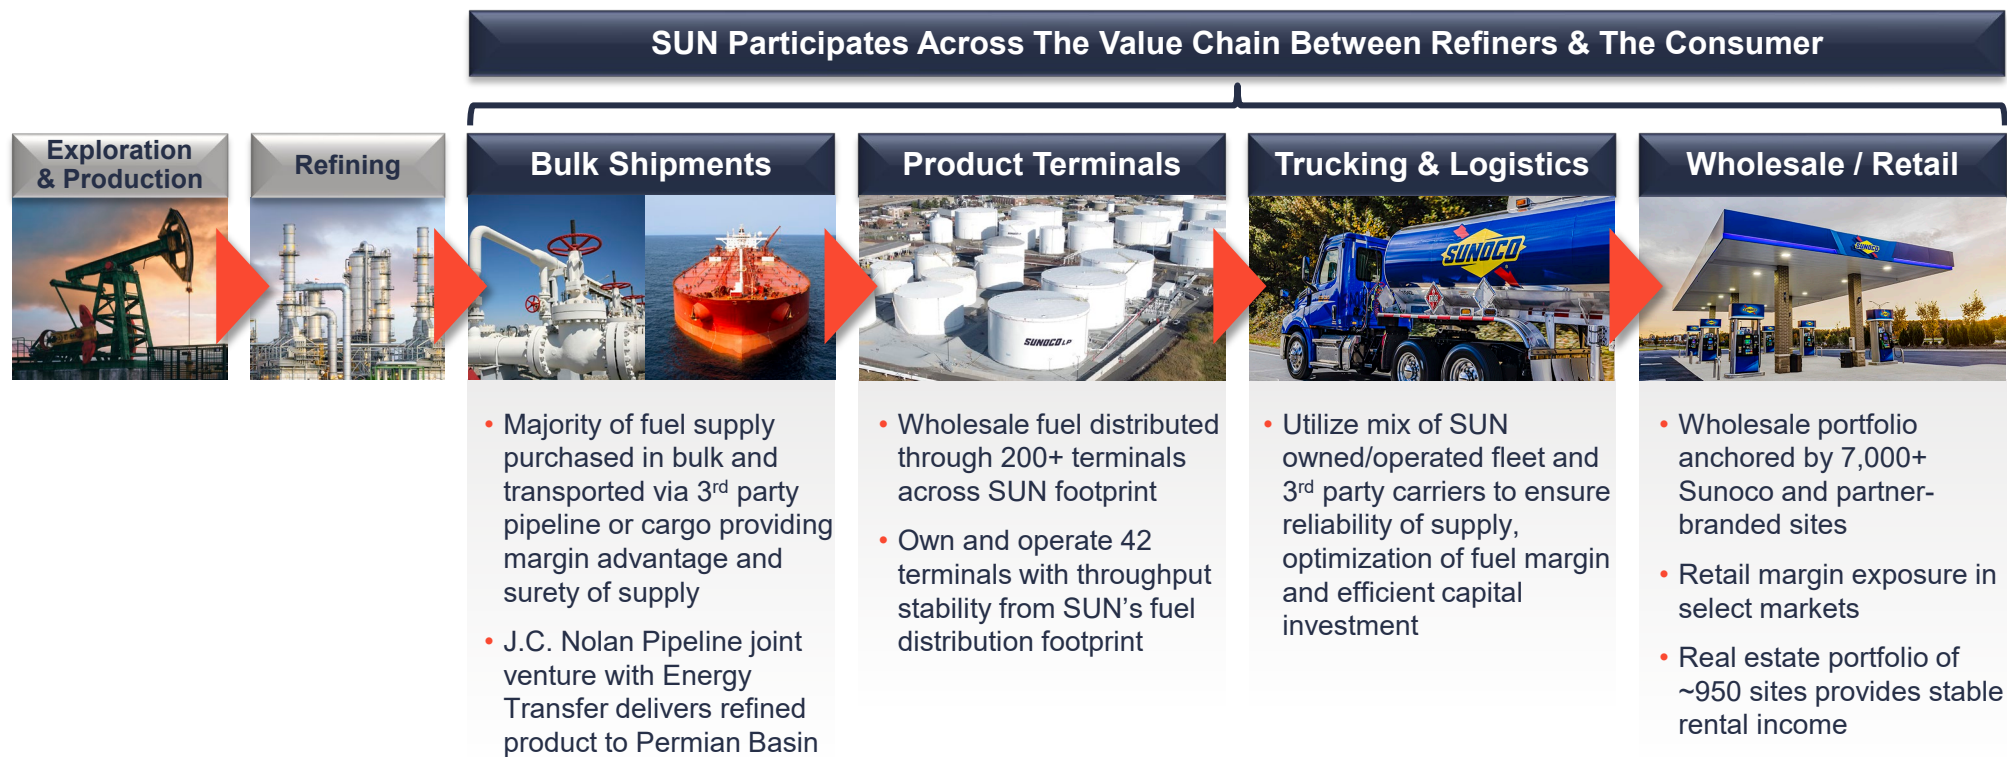 SUN Participates Across The Value Chain Between Refiners & The Consumer
Exploration
& Production
Refining
Bulk Shipments
Product Terminals
Trucking & Logistics
Wholesale / Retail
SUNOCO LP
SUNOCO
SUNOCO
• Majority of fuel supply
purchased in bulk and
transported via 3rd party
pipeline or cargo providing
margin advantage and
surety of supply
• J.C. Nolan Pipeline joint
venture with Energy
Transfer delivers refined
product to Permian Basin
• Wholesale fuel distributed
through 200+ terminals
across SUN footprint
• Own and operate 42
terminals with throughput
stability from SUN’s fuel
distribution footprint
• Utilize mix of SUN
owned/operated fleet and
3rd party carriers to ensure
reliability of supply,
optimization of fuel margin
and efficient capital
investment
• Wholesale portfolio
anchored by 7,000+
Sunoco and partner-
branded sites
• Retail margin exposure in
select markets
• Real estate portfolio of
~950 sites provides stable
rental income